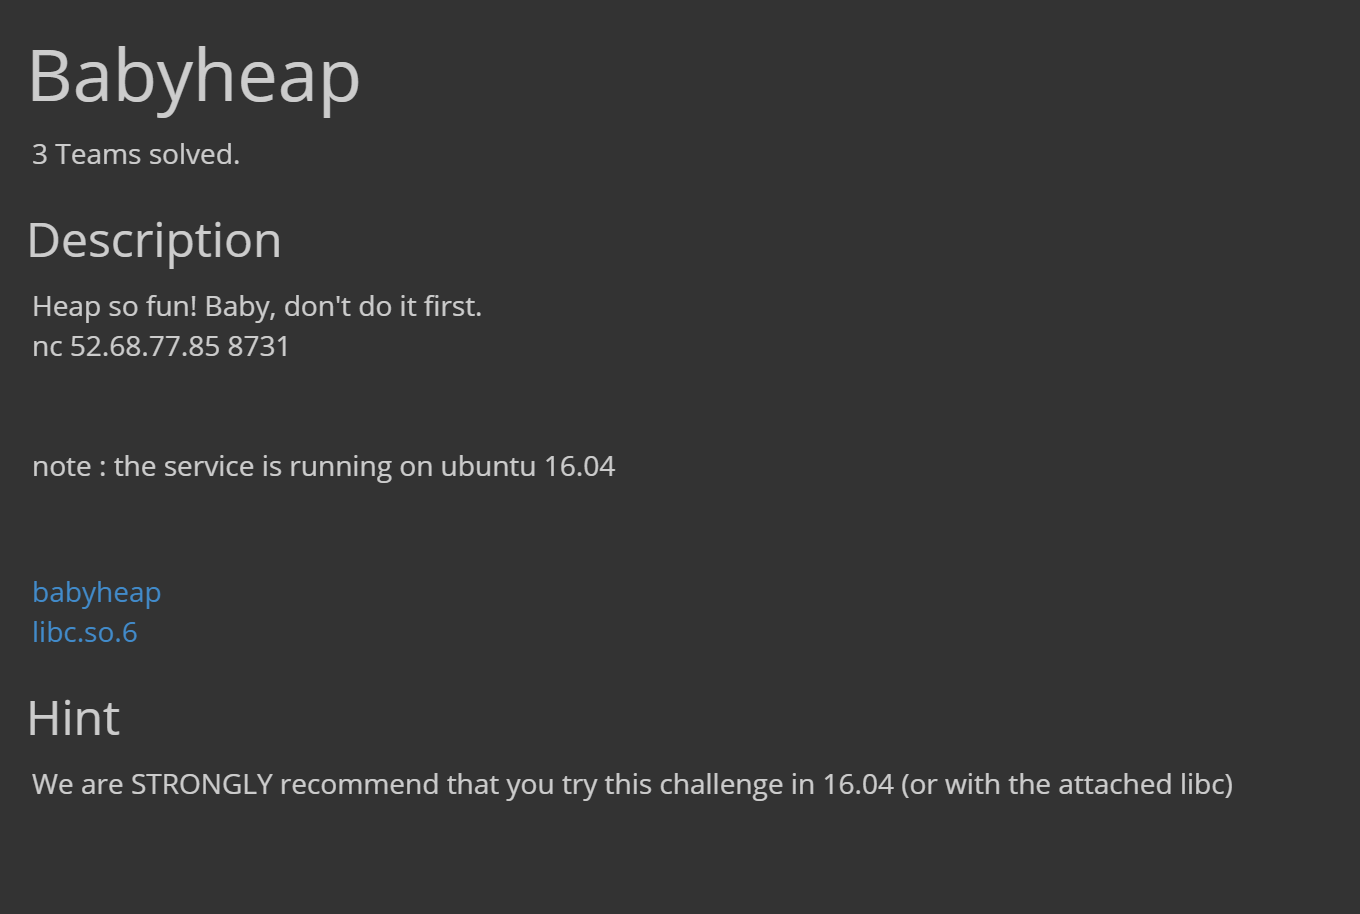 Babyheap
3 Teams solved.
Description
Heap so fun! Baby, don't do it first.
nc 52.68.77.85 8731
note : the service is running on ubuntu 16.04
babyheap
libc.so.6
Hint
We are STRONGLY recommend that you try this challenge in 16.04 (or with the attached libc)